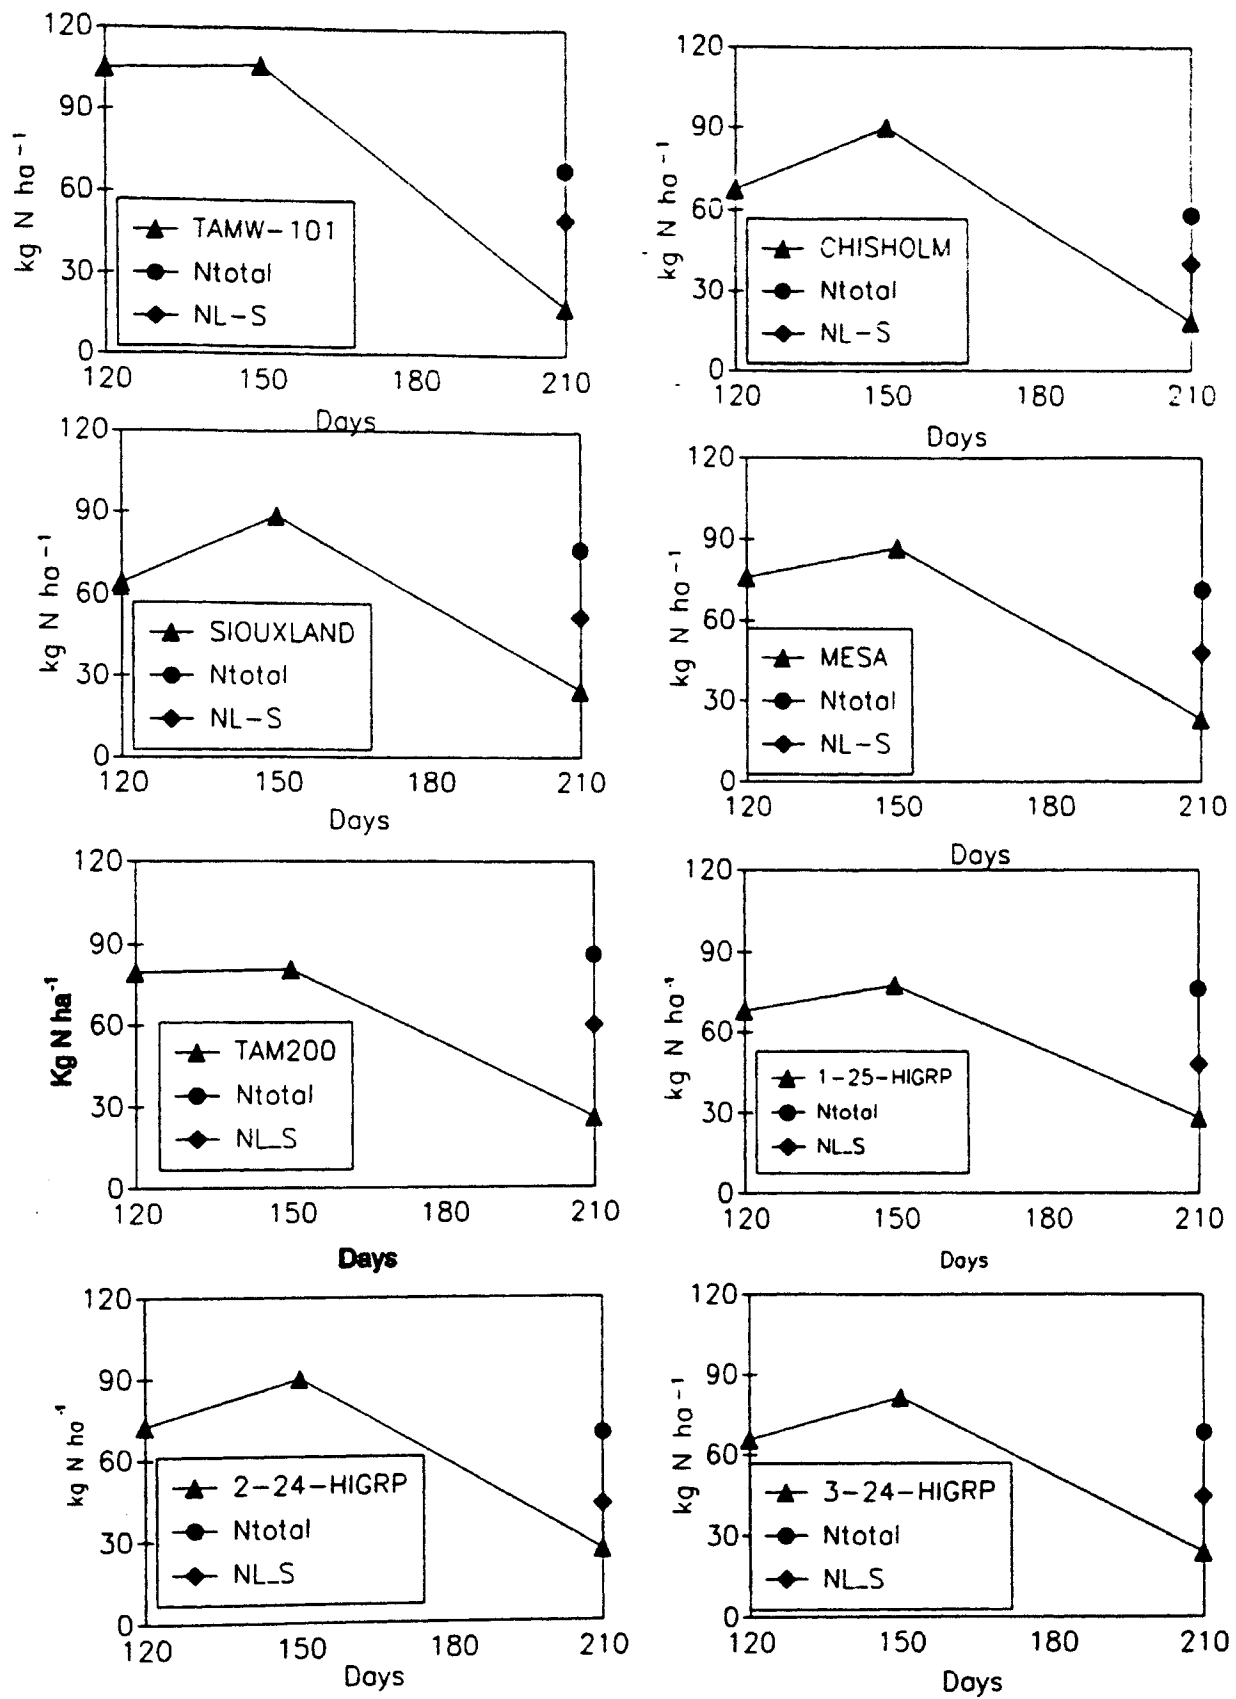 120
90
60
30
0
kg N ha-1
TAMW-101
Ntotal
NL-S
120 150 180 210
Days
120
90
60
30
0
kg N ha-1
CHISHOLM
Ntotal
NL-S
120 150 180 210
Days
120
90
60
30
0
kg N ha-1
SIOUXLAND
Ntotal
NL-S
120 150 180 210
Days
120
90
60
30
0
kg N ha-1
MESA
Ntotal
NL-S
120 150 180 210
Days
120
90
60
30
0
Kg N ha-1
TAM200
Ntotal
NL_S
120 150 180 210
Days
120
90
60
30
0
kg N ha-1
1-25-HIGRP
Ntotal
NL_S
120 150 180 210
Days
120
90
60
30
0
kg N ha-1
2-24-HIGRP
Ntotal
NL_S
120 150 180 210
Days
120
90
60
30
0
kg N ha-1
3-24-HIGRP
Ntotal
NL_S
120 150 180 210
Days